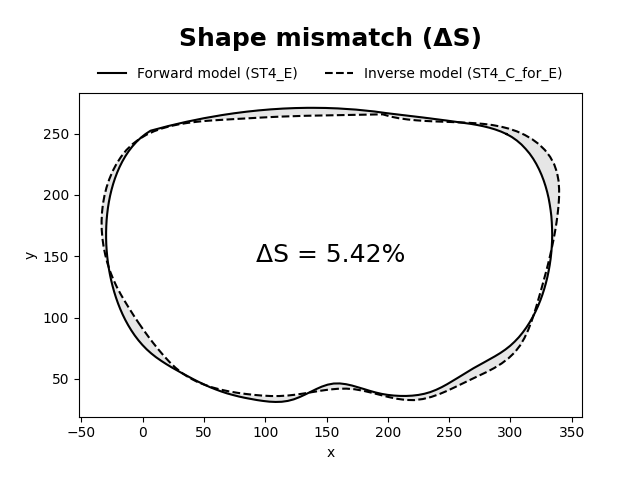 Shape mismatch (ΔS)
Forward model (ST4_E)
Inverse model (ST4_C_for_E)
250
200
150
100
50
y
ΔS = 5.42%
−50
0
50
100
150
200
250
300
350
x